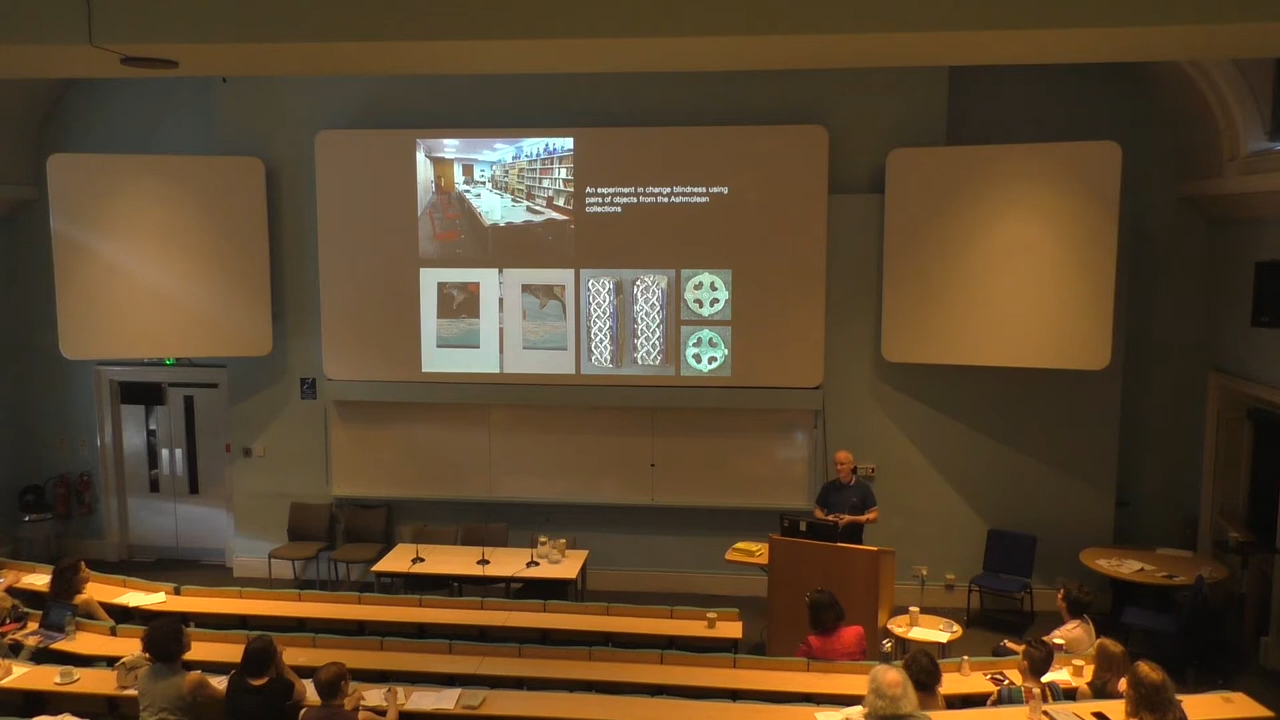 An experiment in change blindness using
pairs of objects from the Ashmolean
collections